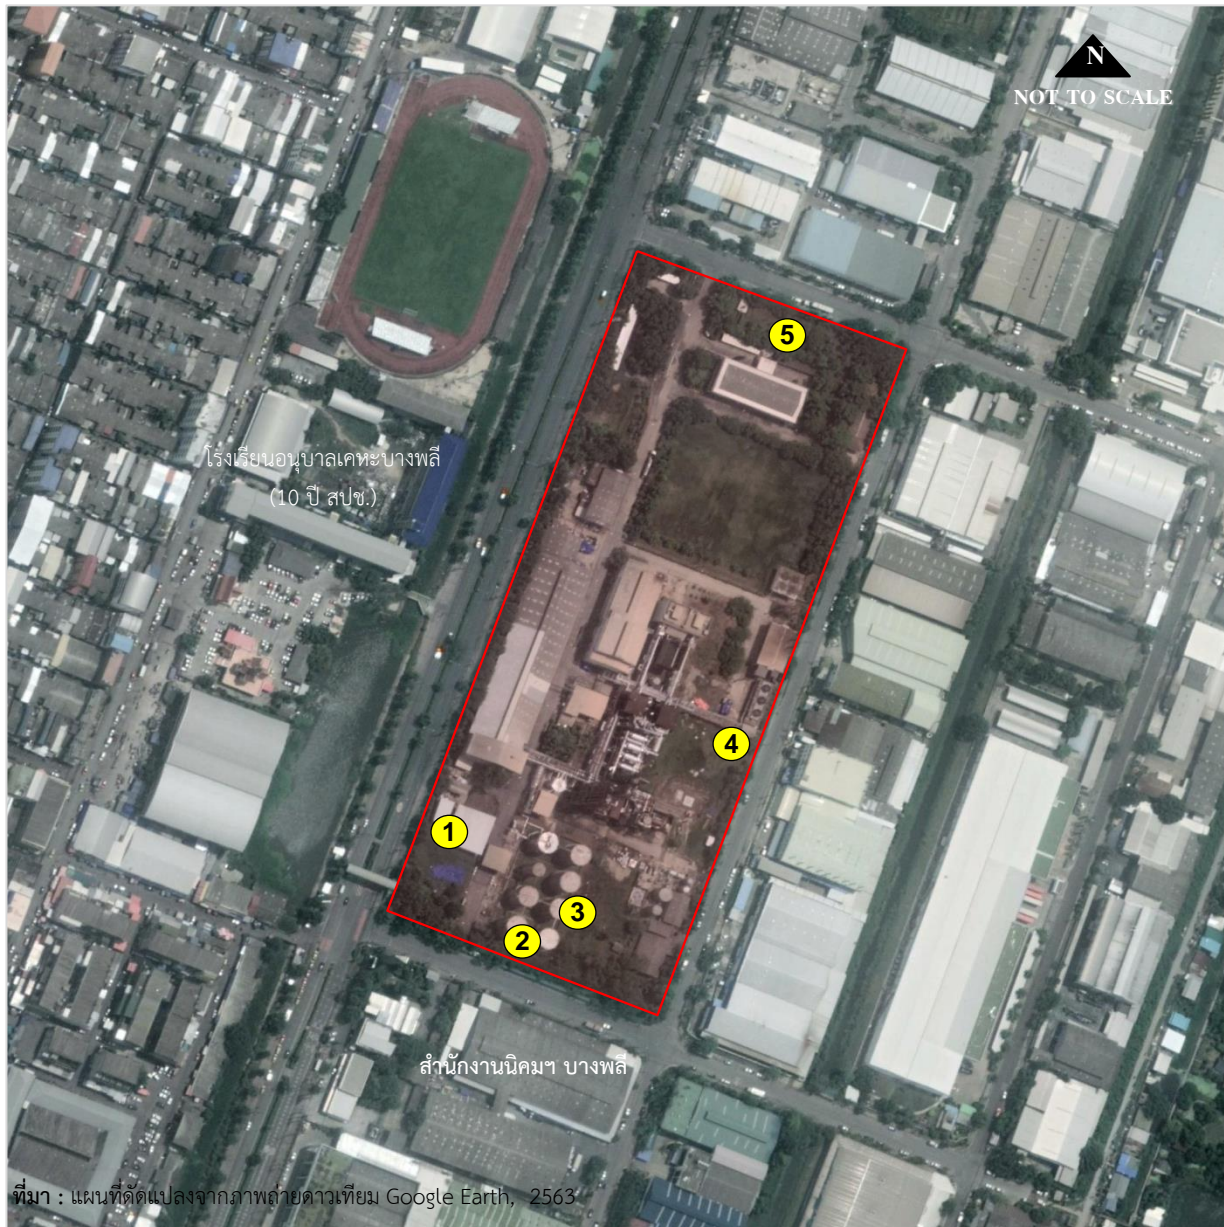 N
NOT TO SCALE
5
โรงเรียนอนุบาลเคหะบางพลี
(10 ปี สปช.)
4
1
3
2
สำนักงานนิคมฯ บางพลี
ที่มา : แผนที่ดัดแปลงจากภาพถ่ายดาวเทียม Google Earth, 2563